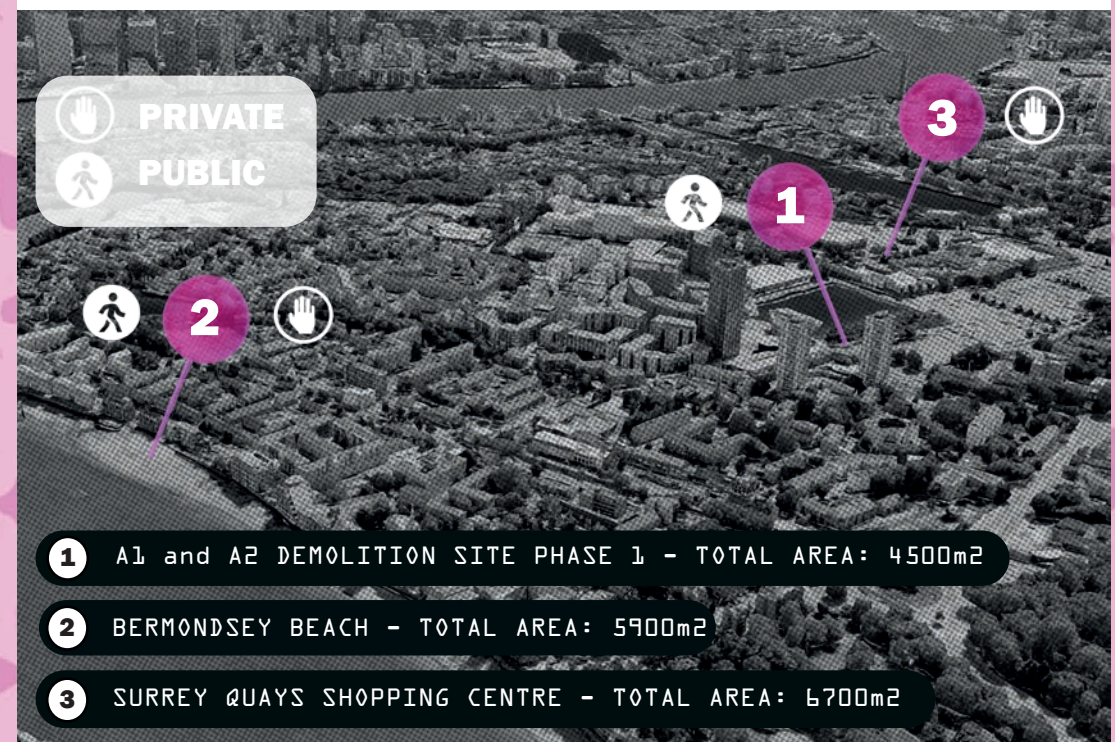 PRIVATE
PUBLIC
3
1
2
1 A1 and A2 DEMOLITION SITE PHASE 1 - TOTAL AREA: 4500m2
2 BERMONDSEY BEACH - TOTAL AREA: 5900m2
3 SURREY QUAYS SHOPPING CENTRE - TOTAL AREA: 6700m2